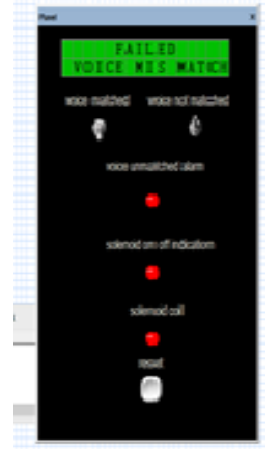 Panel
FAILED
VOICE MIS MATCH
voice matched voice not matched
voice unmatched alarm
solenoid on/ off indications
solenoid coil
reset